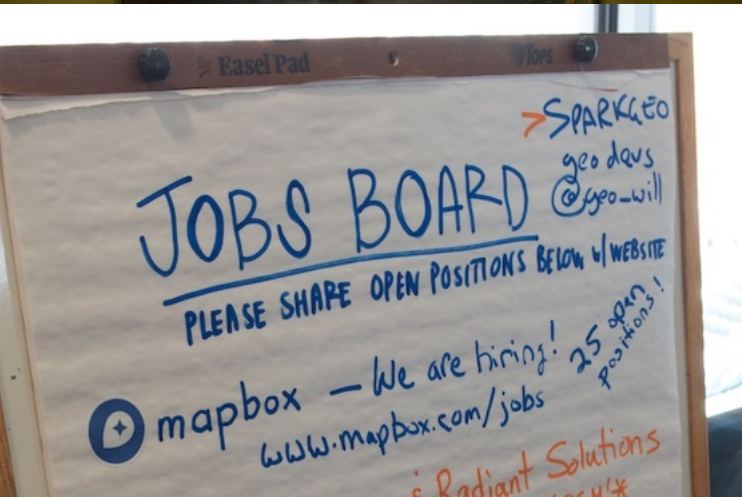 Easel Pad
TOPS
>SPARKGEO
geo devs
@geo_will
JOBS BOARD
PLEASE SHARE OPEN POSITIONS BELOW w/ WEBSITE
mapbox — We are hiring!
25 open
positions!
www.mapbox.com/jobs
Radiant Solutions